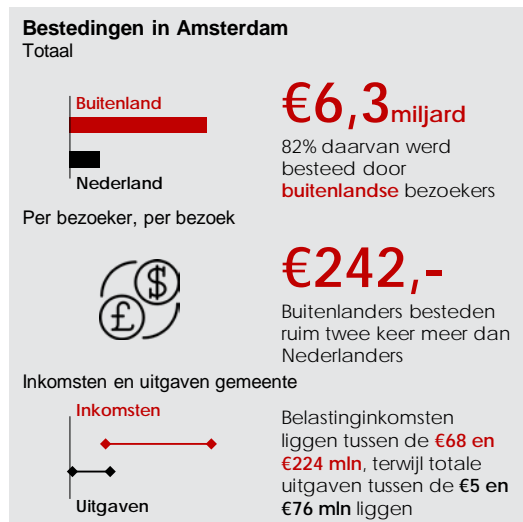 Bestedingen in Amsterdam
Totaal
Buitenland
Nederland
€6,3 miljard
82% daarvan werd
besteed door
buitenlandse bezoekers
Per bezoeker, per bezoek
$
£
€242,-
Buitenlanders besteden
ruim twee keer meer dan
Nederlanders
Inkomsten en uitgaven gemeente
Inkomsten
Uitgaven
Belastinginkomsten
liggen tussen de €68 en
€224 mln, terwijl totale
uitgaven tussen de €5 en
€76 mln liggen